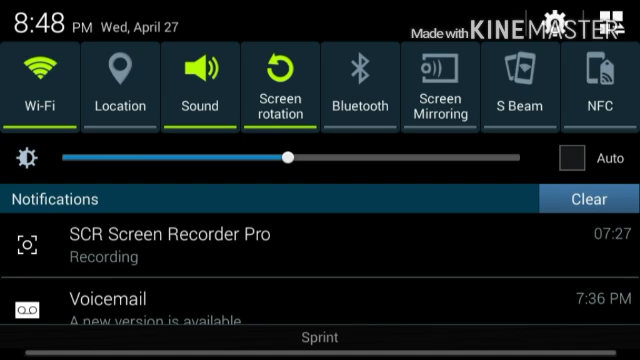 8:48 PM Wed, April 27
Made with KINEMASTER
Wi-Fi
Location
Sound
Screen
rotation
Bluetooth
Screen
Mirroring
S Beam
NFC
Auto
Notifications
Clear
SCR Screen Recorder Pro
07:27
Recording
Voicemail
7:36 PM
A new version is available
Sprint